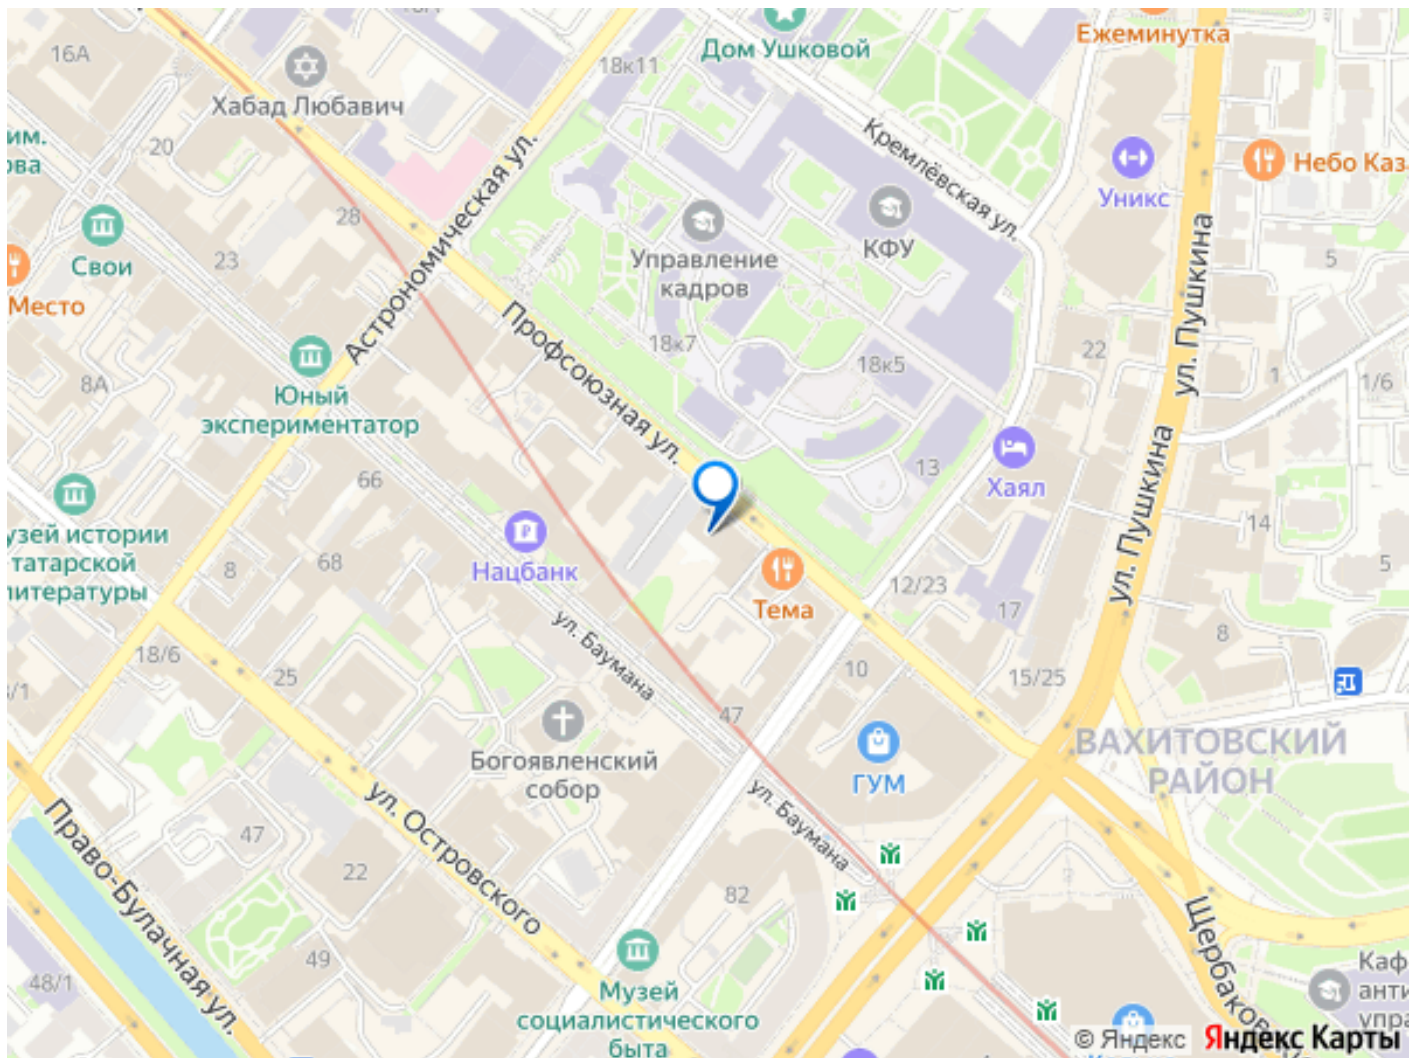 16А
Хабад Любавич
18к11
Дом Ушковой
Ежеминутка
им.
20
Кремлёвская ул.
Уникс
Небо Каз
28
Свои
23
Астрономическая ул.
Управление
кадров
КФУ
ул. Пушкина
5
Место
Профсоюзная ул.
18к7
18к5
22
1
1/6
8А
Юный
экспериментатор
66
13
Хаял
ул. Пушкина
14
узей истории
татарской
литературы
8
68
Нацбанк
Тема
12/23
17
5
8
ул. Баумана
18/6
25
10
15/25
47
Богоявленский
собор
ГУМ
ВАХИТОВСКИЙ
РАЙОН
ул. Островского
ул. Баумана
Право-Булачная ул.
47
22
82
49
48/1
Музей
социалистического
быта
Щербаков
Каф
анти
упра
© Яндекс Яндекс Карты